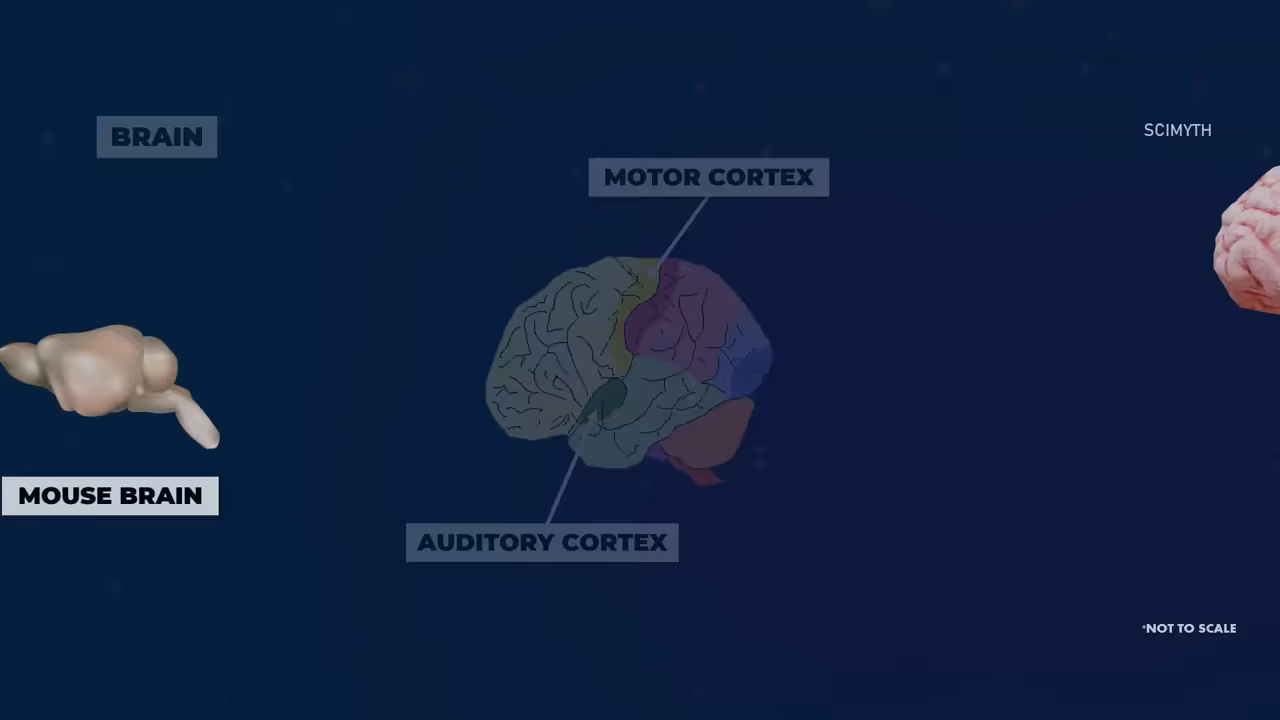 BRAIN
SCIMYTH
MOTOR CORTEX
MOUSE BRAIN
AUDITORY CORTEX
*NOT TO SCALE